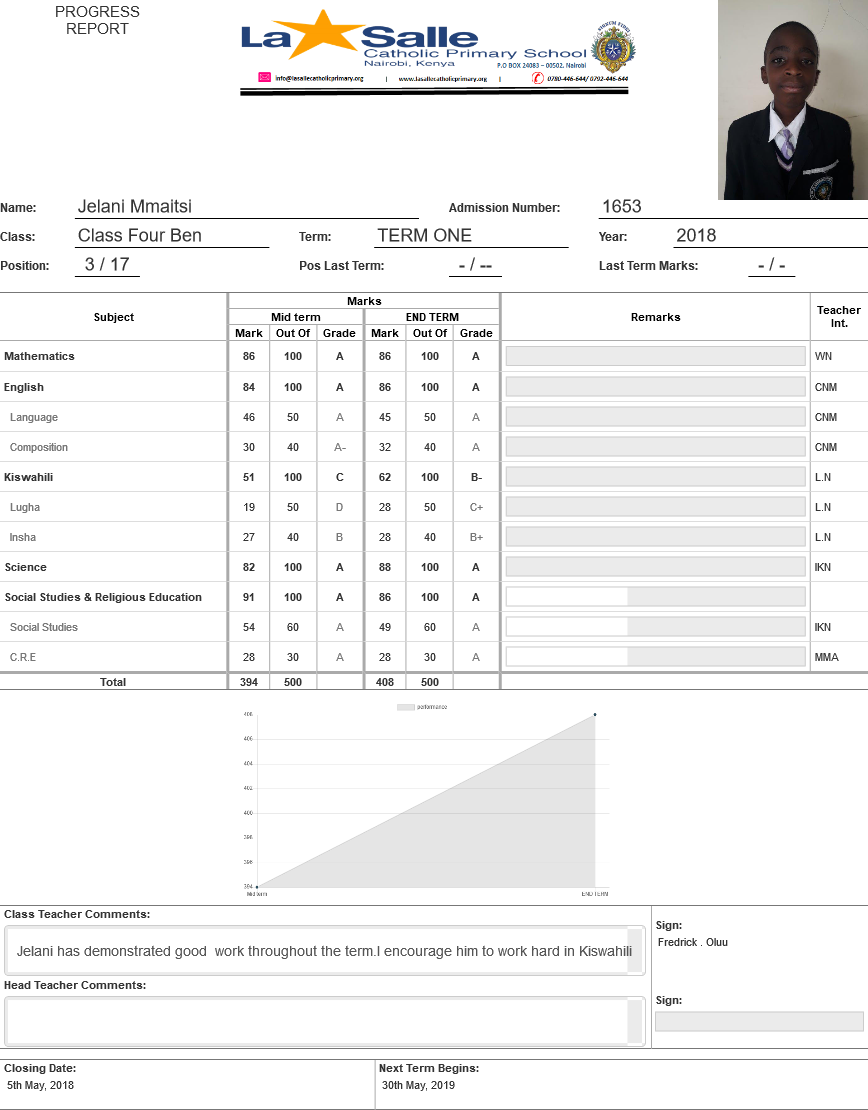 PROGRESS
REPORT
La Salle
Catholic Primary School
Nairobi, Kenya
P.O BOX 24083 – 00502, Nairobi
info@lasallecatholicprimary.org | www.lasallecatholicprimary.org | 0780-446-644/ 0792-446-644
Name: Jelani Mmaitsi Admission Number: 1653
Class: Class Four Ben Term: TERM ONE Year: 2018
Position: 3 / 17 Pos Last Term: - / -- Last Term Marks: - / -
Subject Marks Remarks Teacher Int.
Mid term END TERM
Mark Out Of Grade Mark Out Of Grade
Mathematics 86 100 A 86 100 A WN
English 84 100 A 86 100 A CNM
Language 46 50 A 45 50 A CNM
Composition 30 40 A- 32 40 A CNM
Kiswahili 51 100 C 62 100 B- L.N
Lugha 19 50 D 28 50 C+ L.N
Insha 27 40 B 28 40 B+ L.N
Science 82 100 A 88 100 A IKN
Social Studies & Religious Education 91 100 A 86 100 A
Social Studies 54 60 A 49 60 A IKN
C.R.E 28 30 A 28 30 A MMA
Total 394 500 408 500
performance
408
406
404
402
400
398
396
394
Mid term END TERM
Class Teacher Comments:
Jelani has demonstrated good  work throughout the term.I encourage him to work hard in Kiswahili
Sign:
Fredrick . Oluu
Head Teacher Comments:
Sign:
Closing Date: Next Term Begins:
5th May, 2018 30th May, 2019